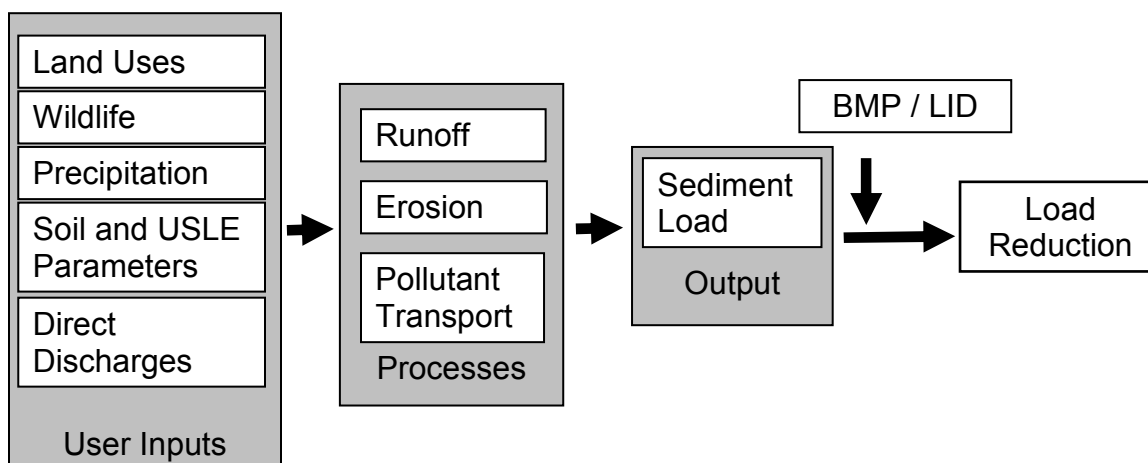 Land Uses
Wildlife
Precipitation
Soil and USLE
Parameters
Direct
Discharges
User Inputs
Runoff
Erosion
Pollutant
Transport
Processes
Sediment
Load
Output
BMP / LID
Load
Reduction